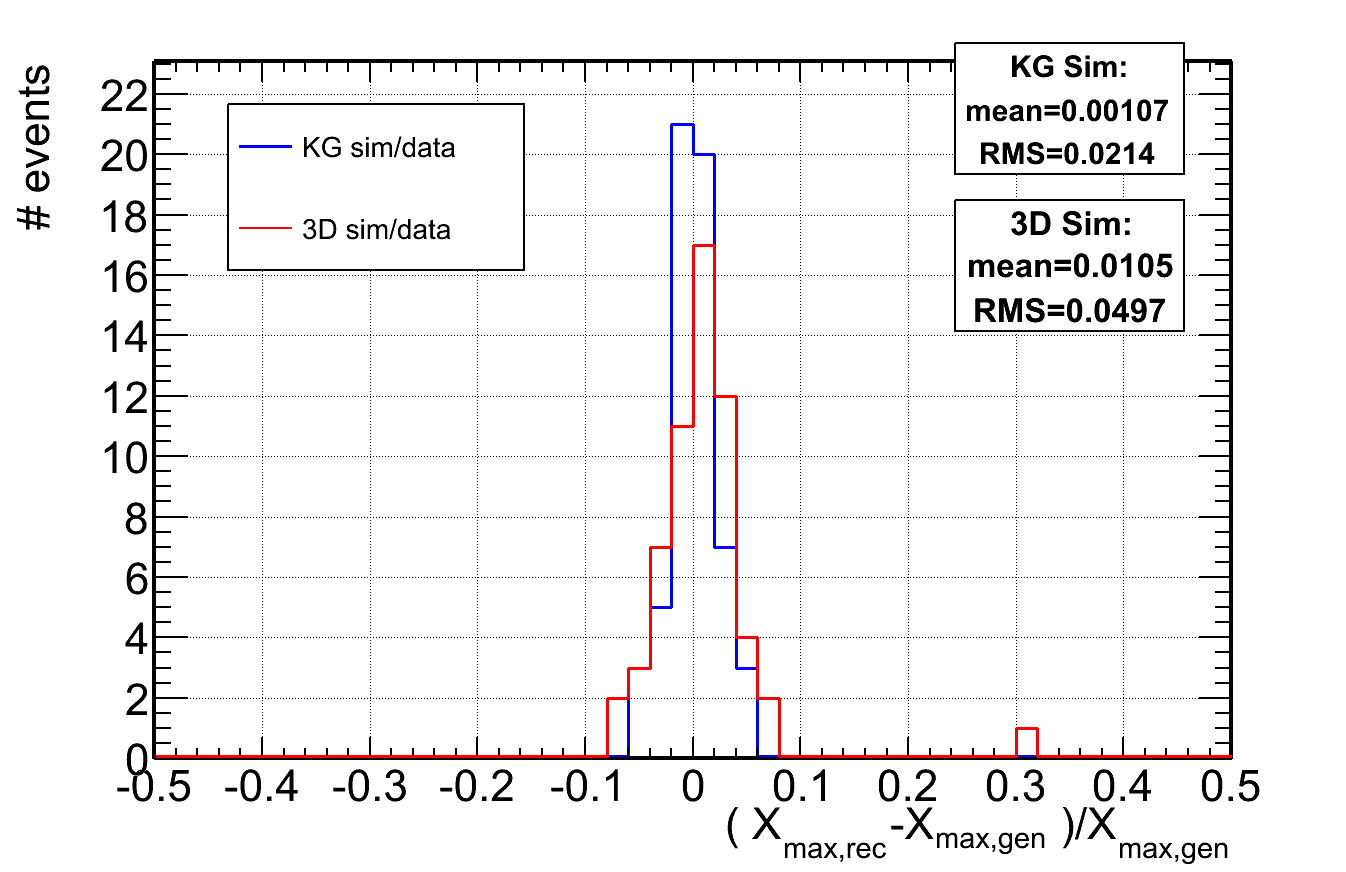 # events
22
20
18
16
14
12
10
8
6
4
2
0
KG sim/data
3D sim/data
KG Sim:
mean=0.00107
RMS=0.0214
3D Sim:
mean=0.0105
RMS=0.0497
-0.5 -0.4 -0.3 -0.2 -0.1 0 0.1 0.2 0.3 0.4 0.5
( Xmax,rec-Xmax,gen )/Xmax,gen